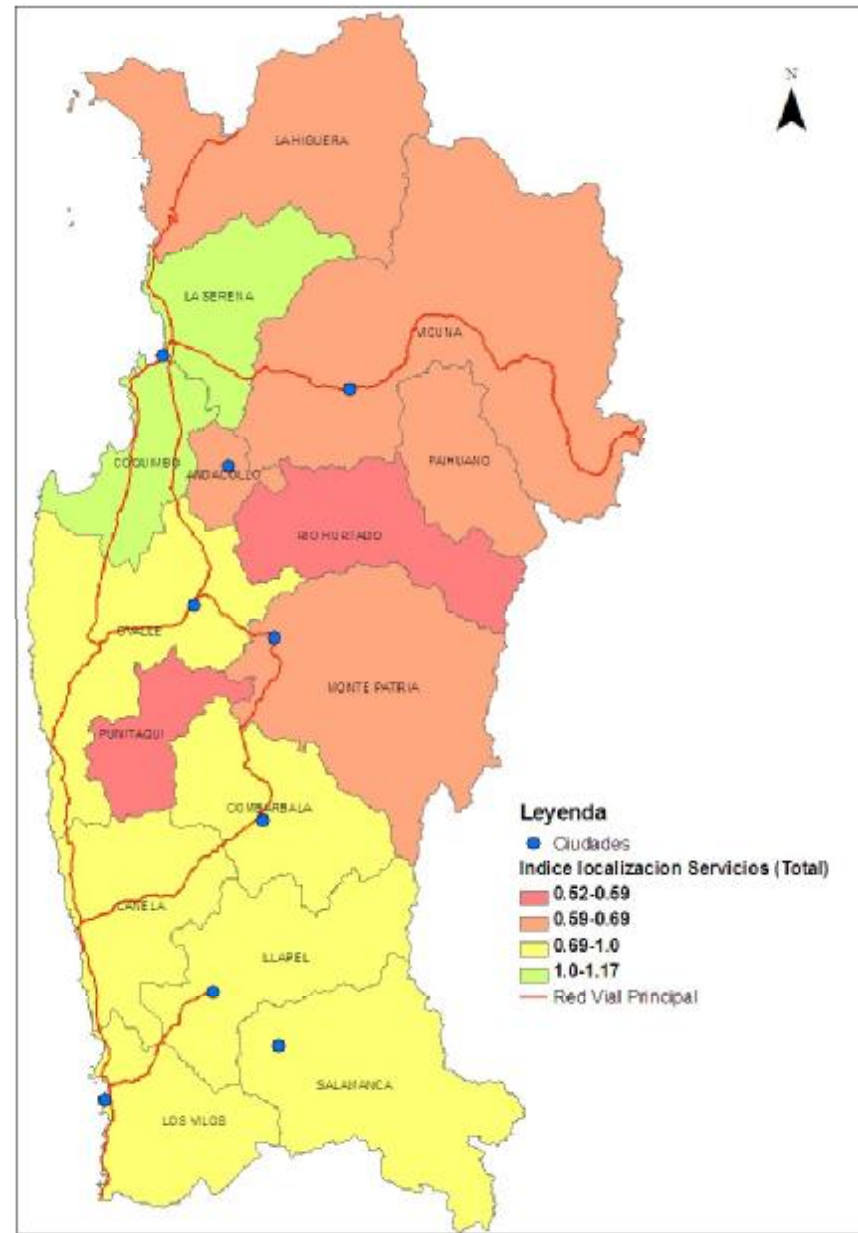 N
LA HIGUERA
LA SERENA
VICUNA
COQUIMBO
ANDACOLLO
PAIHUANO
RIO HURTADO
OVALLE
MONTE PATRIA
PUNITAQUI
COMBARBALA
CANELA
ILLAPEL
SALAMANCA
LOS VILOS
Leyenda
Ciudades
Indice localizacion Servicios (Total)
0.52-0.59
0.59-0.69
0.69-1.0
1.0-1.17
Red Vial Principal